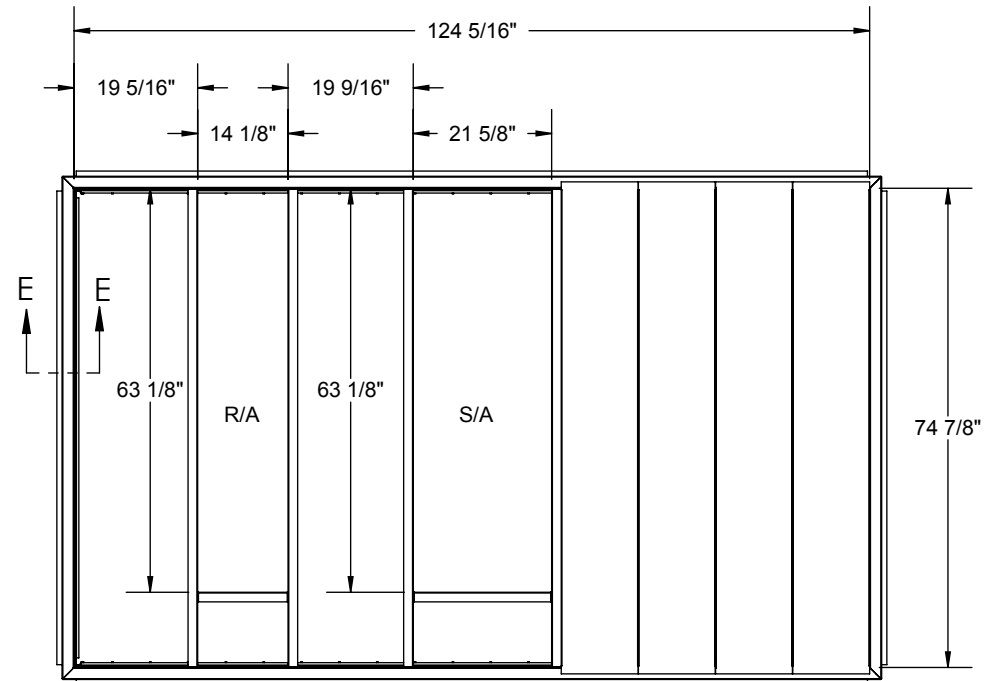 124 5/16"
19 5/16"
19 9/16"
14 1/8"
21 5/8"
E
E
63 1/8"
63 1/8"
R/A
S/A
74 7/8"